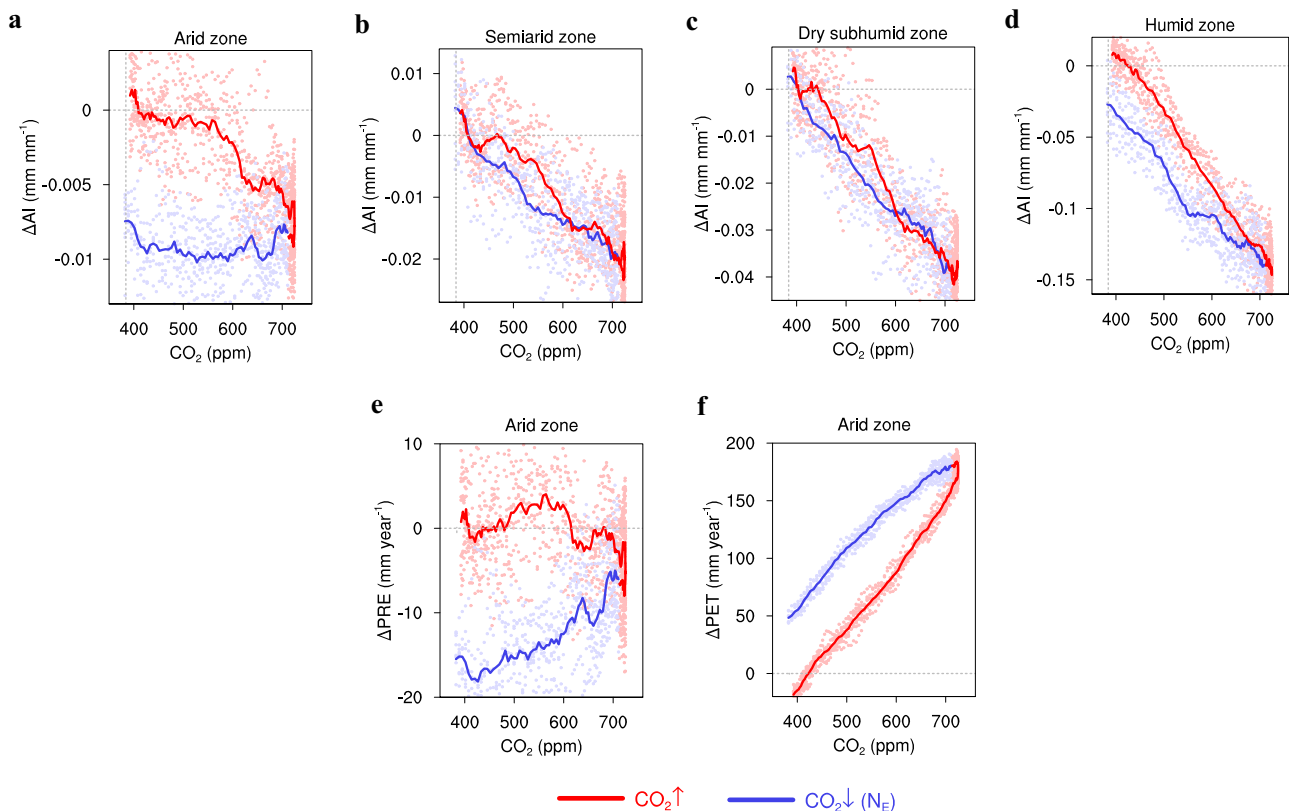 a
Arid zone
ΔAI (mm mm⁻¹)
0
-0.005
-0.01
400 500 600 700
CO₂ (ppm)
b
Semiarid zone
ΔAI (mm mm⁻¹)
0.01
0
-0.01
-0.02
400 500 600 700
CO₂ (ppm)
c
Dry subhumid zone
ΔAI (mm mm⁻¹)
0
-0.01
-0.02
-0.03
-0.04
400 500 600 700
CO₂ (ppm)
d
Humid zone
ΔAI (mm mm⁻¹)
0
-0.05
-0.1
-0.15
400 500 600 700
CO₂ (ppm)
e
Arid zone
ΔPRE (mm year⁻¹)
10
0
-10
-20
400 500 600 700
CO₂ (ppm)
f
Arid zone
ΔPET (mm year⁻¹)
200
150
100
50
0
400 500 600 700
CO₂ (ppm)
CO₂↑
CO₂↓ (N_E)